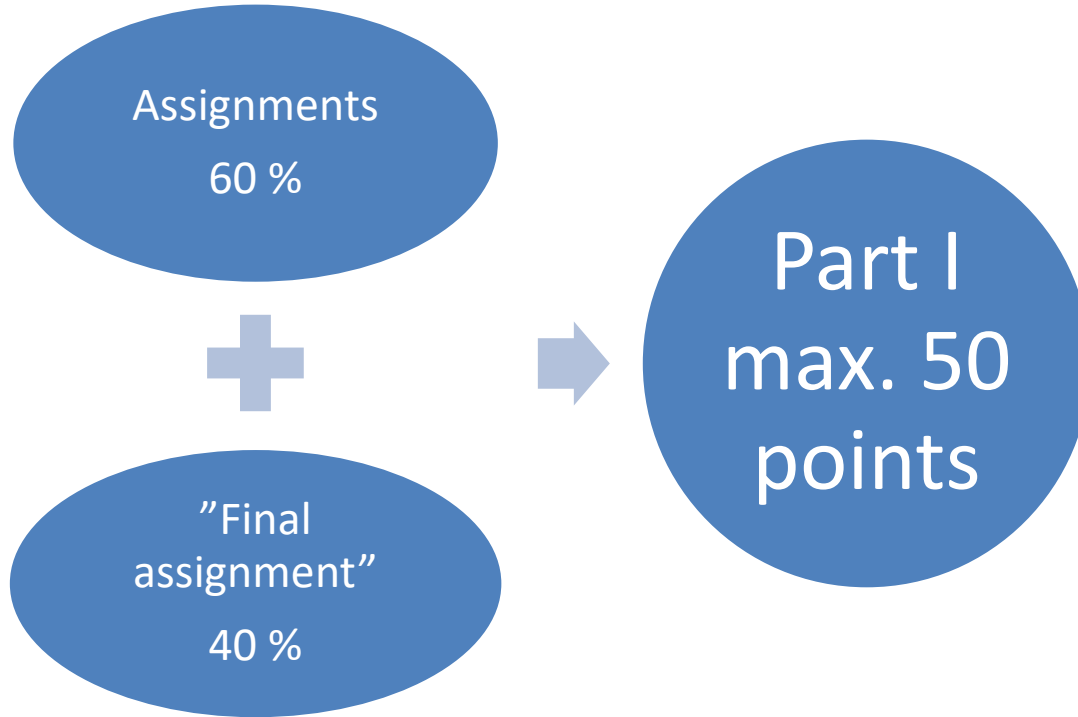 Assignments
60 %
”Final
assignment”
40 %
Part I
max. 50
points